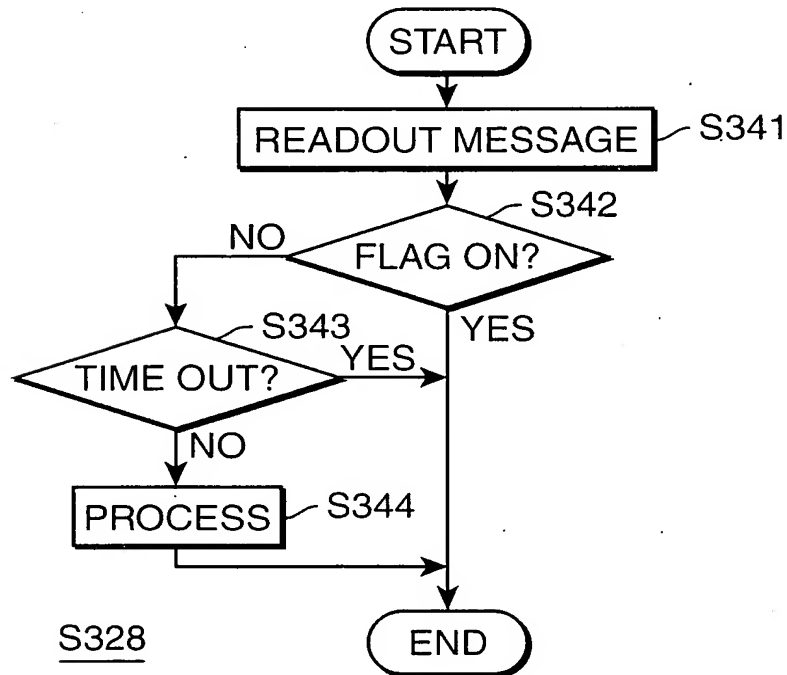 START
READOUT MESSAGE
S341
S342
FLAG ON?
NO
YES
S343
TIME OUT?
YES
NO
PROCESS
S344
END
S328